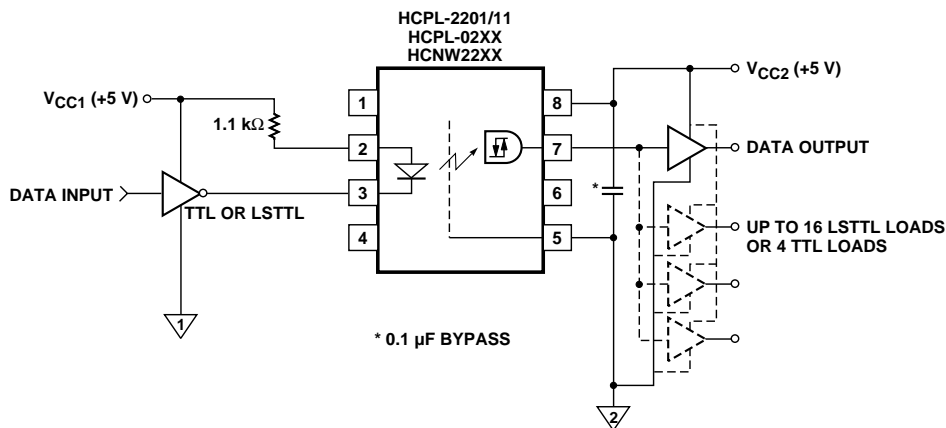 HCPL-2201/11
HCPL-02XX
HCNW22XX
VCC1 (+5 V)
1.1 kΩ
DATA INPUT
TTL OR LSTTL
1
2
3
4
8
7
6
5
*
VCC2 (+5 V)
DATA OUTPUT
UP TO 16 LSTTL LOADS
OR 4 TTL LOADS
1
* 0.1 µF BYPASS
2